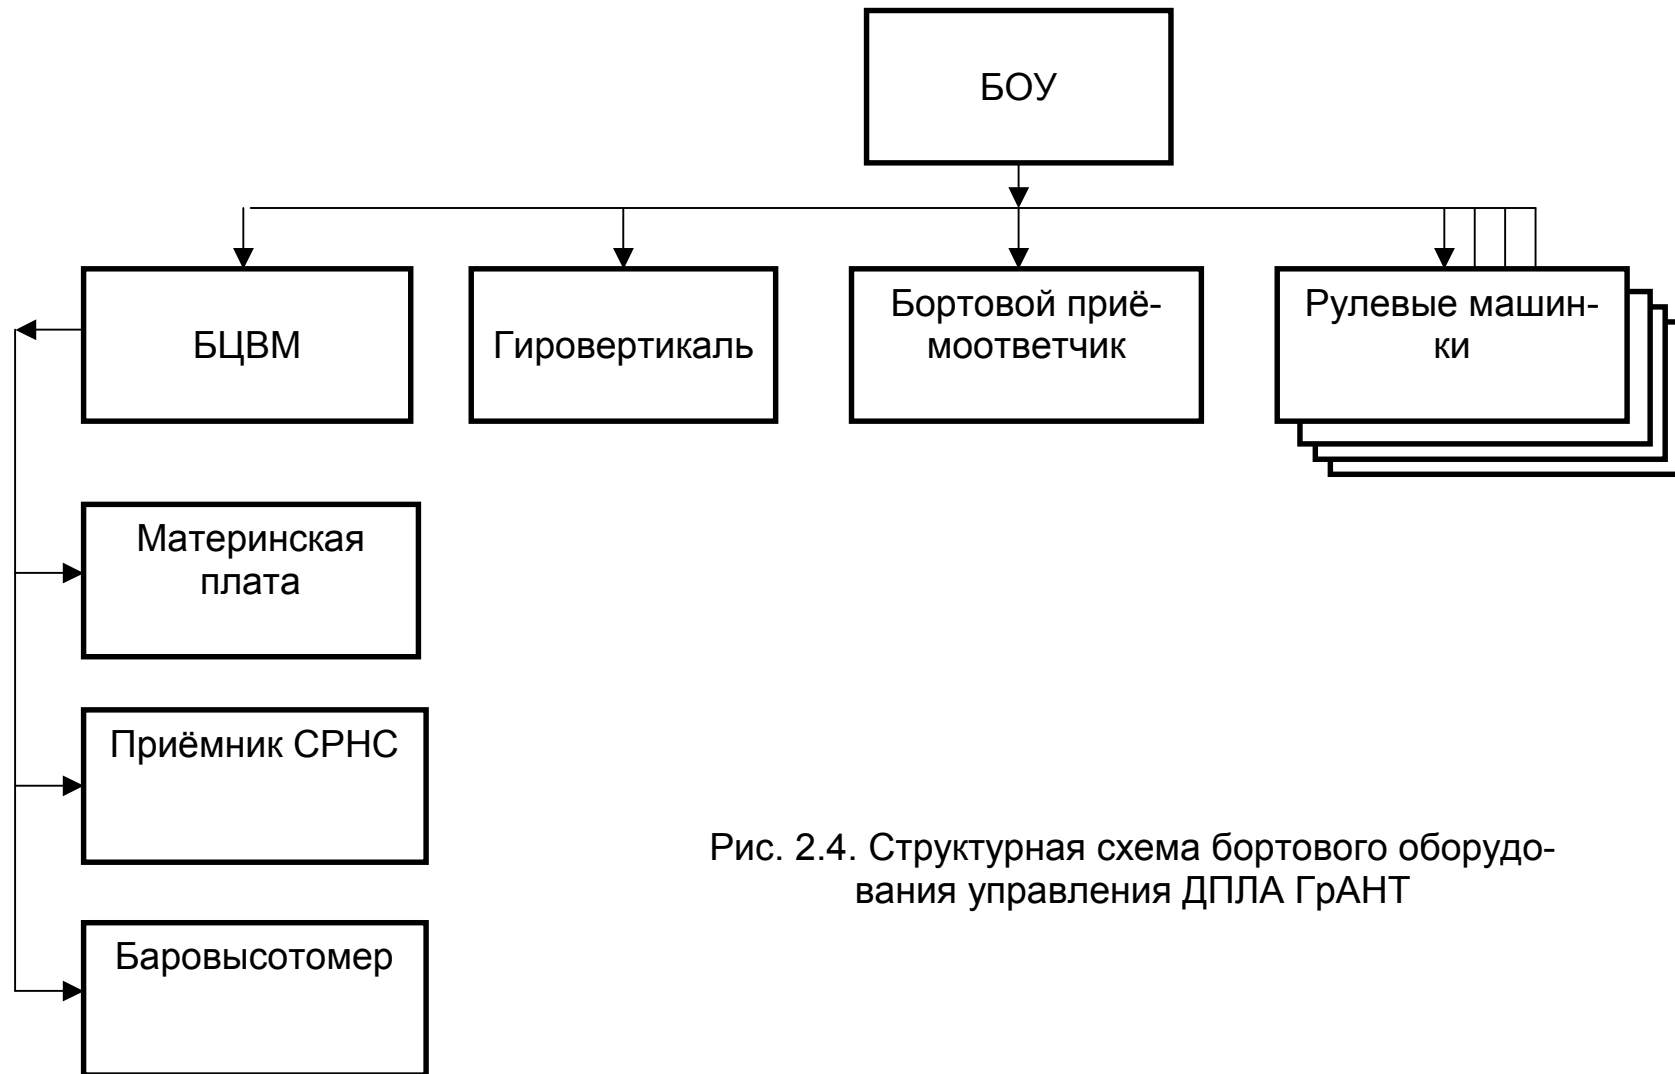 БОУ
БЦВМ
Гировертикаль
Бортовой приё-
моответчик
Рулевые машин-
ки
Материнская
плата
Приёмник СРНС
Баровысотомер
Рис. 2.4. Структурная схема бортового оборудо-
вания управления ДПЛА ГрАНТ